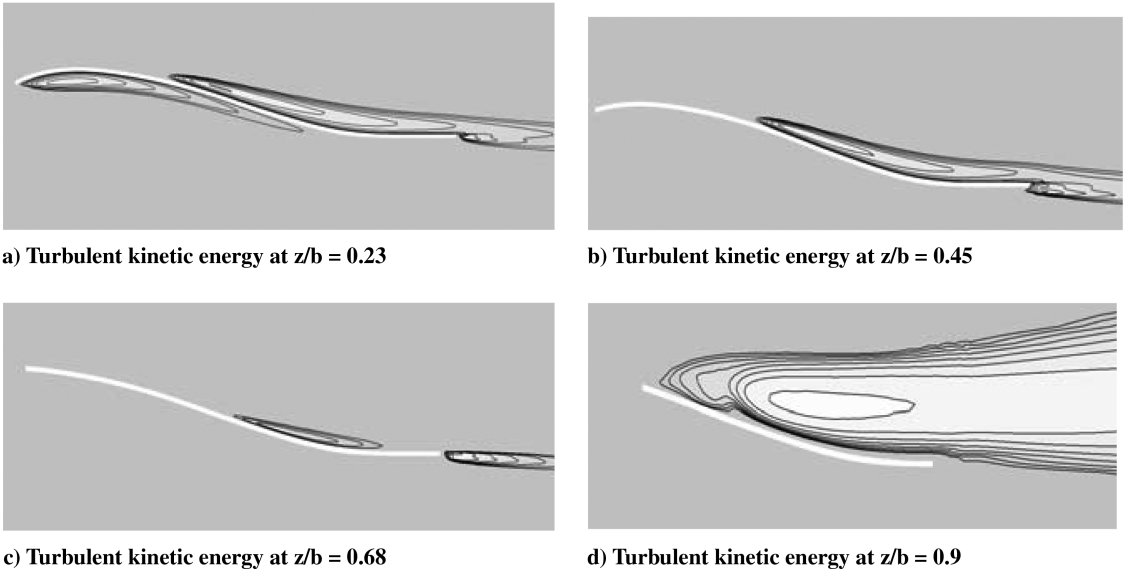 a) Turbulent kinetic energy at z/b = 0.23
b) Turbulent kinetic energy at z/b = 0.45
c) Turbulent kinetic energy at z/b = 0.68
d) Turbulent kinetic energy at z/b = 0.9